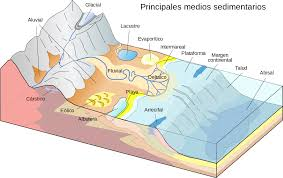 Principales medios sedimentarios
Glacial
Aluvial
Lacustre
Evaporítico
Intermareal
Plataforma
Margen
continental
Talud
Abisal
Fluvial
Deltaico
Cárstico
Playa
Eólico
Albufera
Arrecifal